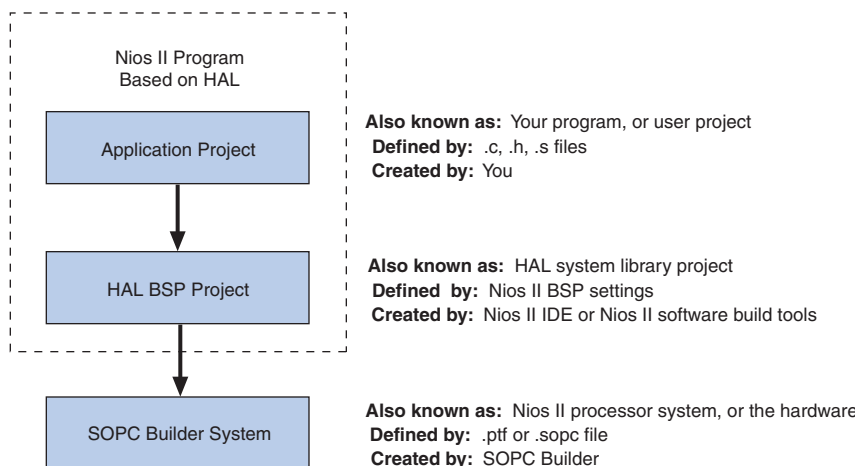 Nios II Program
Based on HAL
Application Project
Also known as: Your program, or user project
Defined by: .c, .h, .s files
Created by: You
HAL BSP Project
Also known as: HAL system library project
Defined by: Nios II BSP settings
Created by: Nios II IDE or Nios II software build tools
SOPC Builder System
Also known as: Nios II processor system, or the hardware
Defined by: .ptf or .sopc file
Created by: SOPC Builder